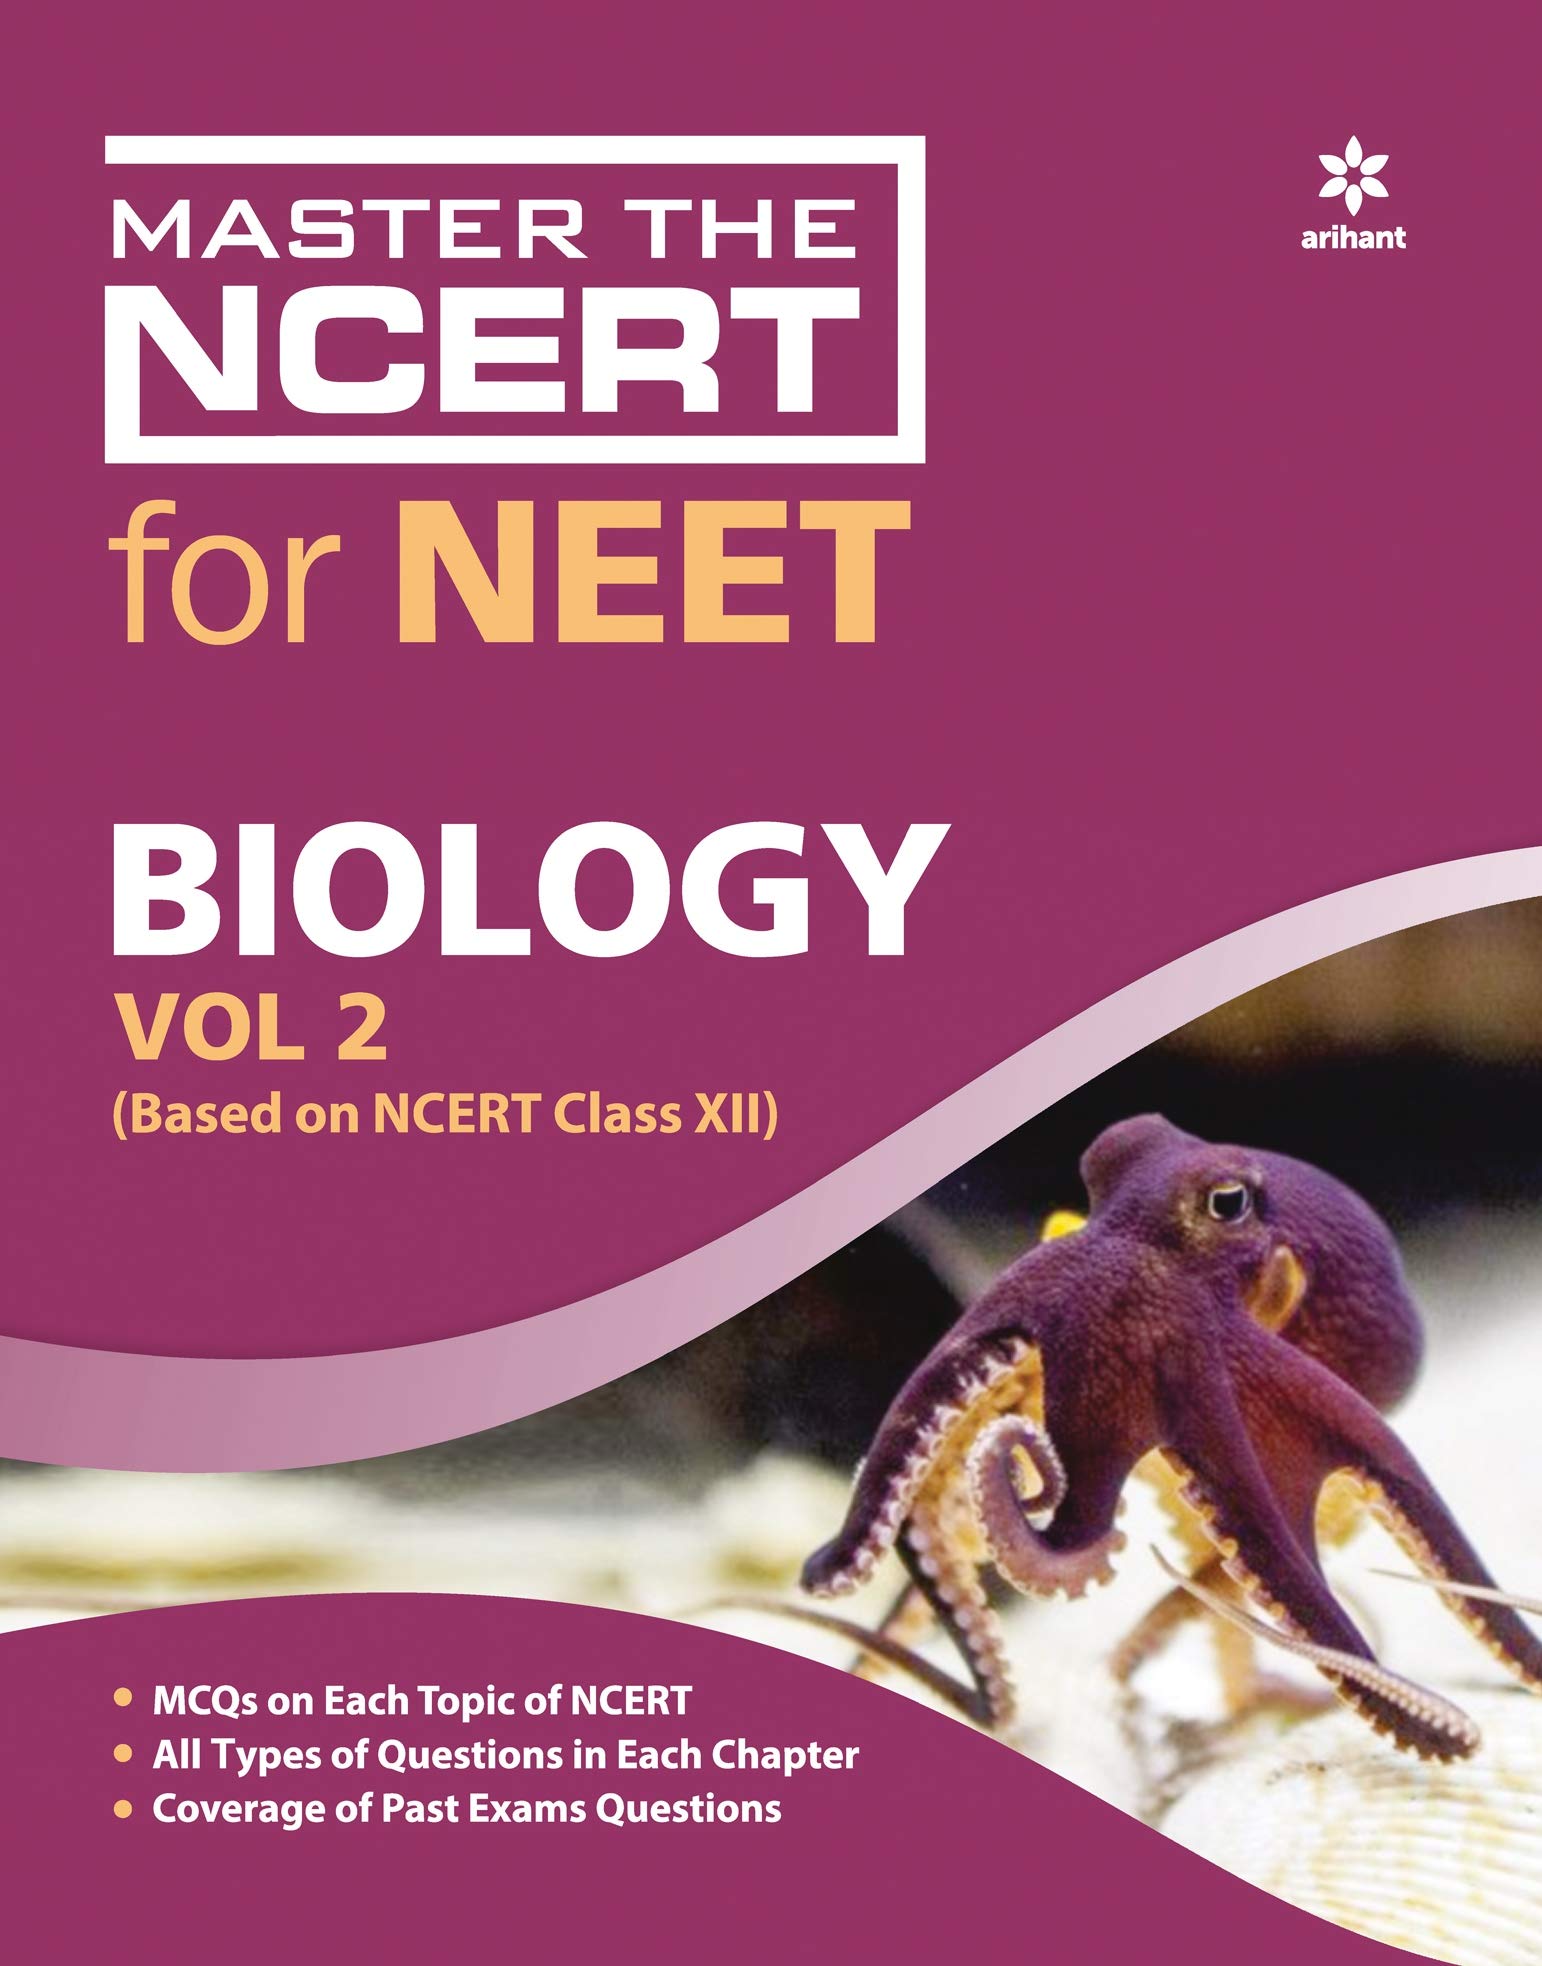 MASTER THE
NCERT
for NEET
arihant
BIOLOGY
VOL 2
(Based on NCERT Class XII)
MCQs on Each Topic of NCERT
All Types of Questions in Each Chapter
Coverage of Past Exams Questions